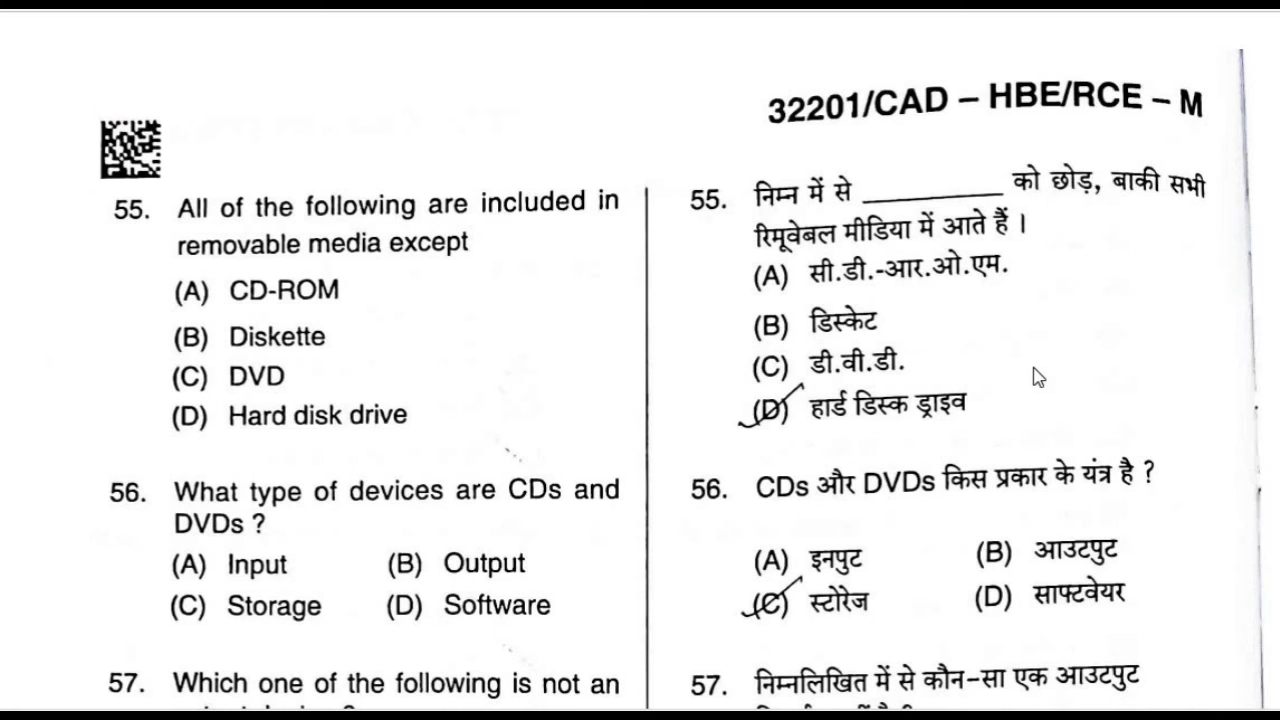 32201/CAD – HBE/RCE – M
55. All of the following are included in
removable media except
(A) CD-ROM
(B) Diskette
(C) DVD
(D) Hard disk drive
56. What type of devices are CDs and
DVDs ?
(A) Input (B) Output
(C) Storage (D) Software
57. Which one of the following is not an
55. निम्न में से __________ को छोड़, बाकी सभी
रिमूवेबल मीडिया में आते हैं ।
(A) सी.डी.-आर.ओ.एम.
(B) डिस्केट
(C) डी.वी.डी.
(D) हार्ड डिस्क ड्राइव
56. CDs और DVDs किस प्रकार के यंत्र है ?
(A) इनपुट (B) आउटपुट
(C) स्टोरेज (D) साफ्टवेयर
57. निम्नलिखित में से कौन-सा एक आउटपुट